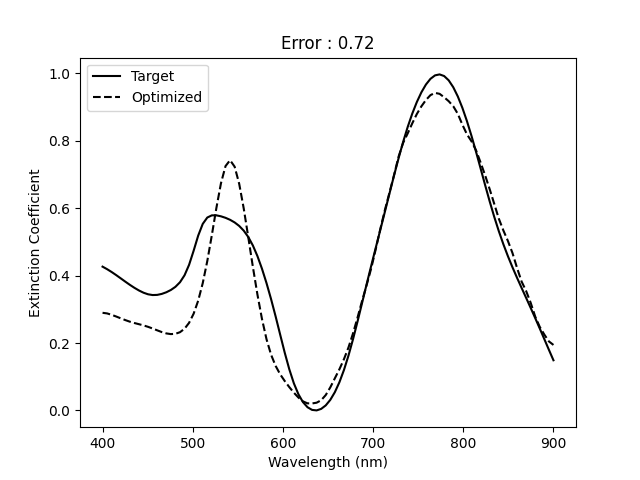 Error : 0.72
Target
Optimized
Extinction Coefficient
1.0
0.8
0.6
0.4
0.2
0.0
400 500 600 700 800 900
Wavelength (nm)